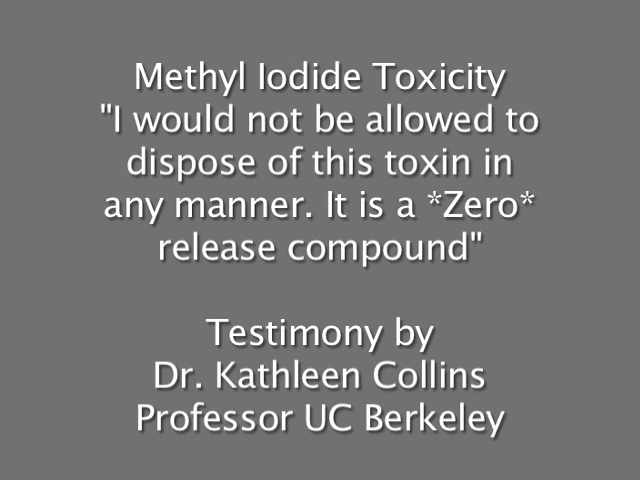 Methyl Iodide Toxicity
"I would not be allowed to
dispose of this toxin in
any manner. It is a *Zero*
release compound"
Testimony by
Dr. Kathleen Collins
Professor UC Berkeley